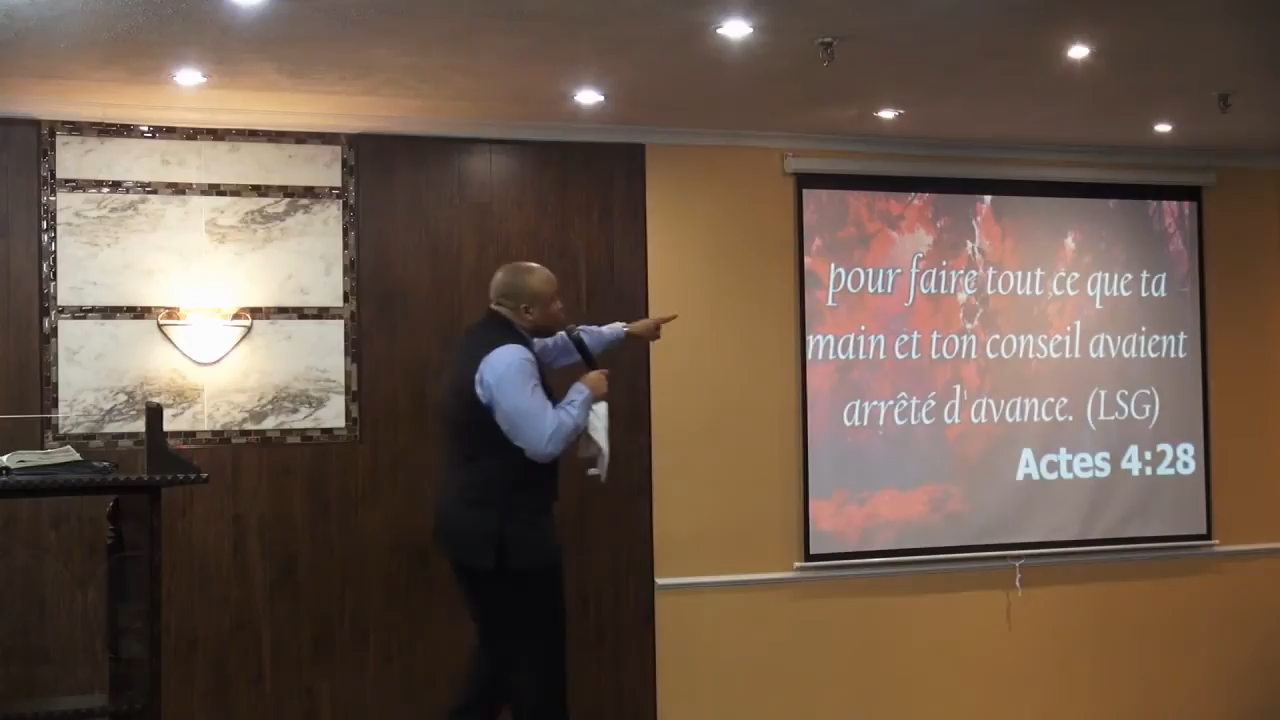 pour faire tout ce que ta
main et ton conseil avaient
arrêté d'avance. (LSG)
Actes 4:28